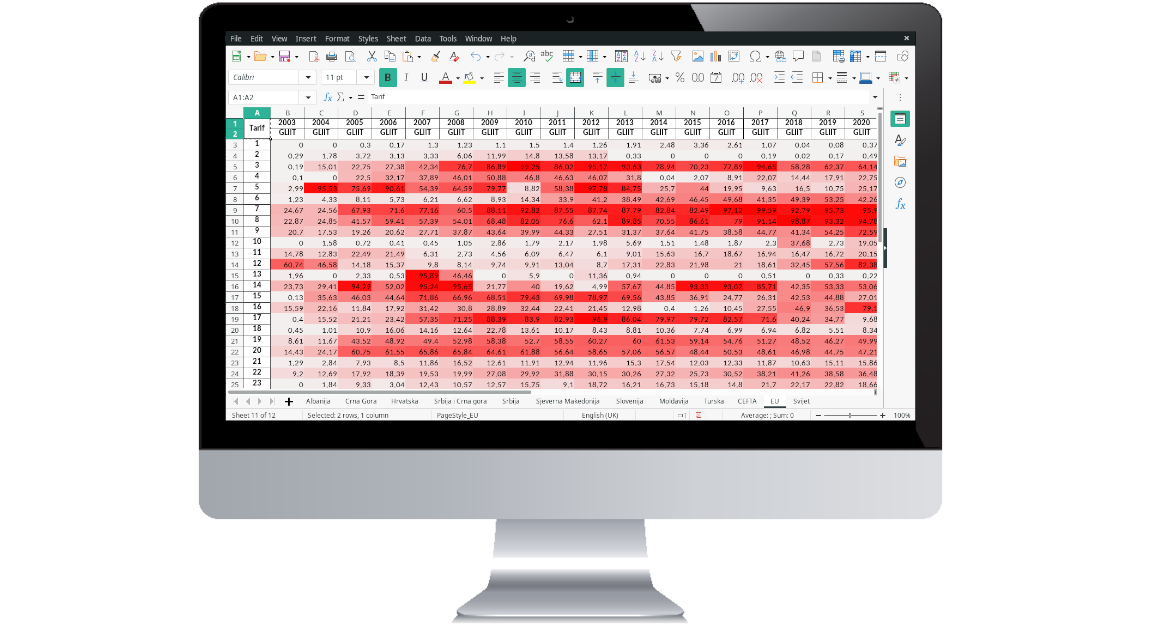 File Edit View Insert Format Styles Sheet Data Tools Window Help ×
Calibri 11 pt B I U
A1:A2 fx Σ = Tarif
A B C D E F G H I J K L M N O P Q R S
1 Tarif 2003 2004 2005 2006 2007 2008 2009 2010 2011 2012 2013 2014 2015 2016 2017 2018 2019 2020
2 GLIIT GLIIT GLIIT GLIIT GLIIT GLIIT GLIIT GLIIT GLIIT GLIIT GLIIT GLIIT GLIIT GLIIT GLIIT GLIIT GLIIT GLIIT
3 1 0 0 0.3 0.17 1.3 1.23 1.1 1.5 1.4 1.26 1.91 2.48 3.36 2.61 1,07 0,04 0.08 0.37
4 2 0,29 1,78 3,72 3,13 3,33 6,06 11,99 14,8 13,58 13,17 0,33 0 0 0 0,19 0,02 0,17 0,49
5 3 0,19 15,01 22,75 27,38 42,34 76,7 86,89 99,26 86,02 95,17 93,63 78,94 70,23 77,89 94,65 58,28 62,37 64,14
6 4 0,1 0 22,5 32,17 37,89 46,01 50,88 46,8 46,63 46,07 31,8 0,04 2,07 8,91 22,07 14,44 17,91 22,75
7 5 2,99 95,53 75,69 90,61 54,39 64,59 79,77 8,82 58,38 97,78 84,75 25,7 44 19,95 9,63 16,5 10,75 25,17
8 6 1,23 4,33 8,11 5,73 6,21 6,62 8,93 14,34 33,9 41,2 38,49 42,69 46,45 49,68 41,35 49,39 53,25 42,26
9 7 24,67 24,56 67,93 71,6 77,16 60,5 88,11 92,82 87,55 87,74 87,79 82,84 82,49 97,12 99,59 92,79 95,73 95,9
10 8 22,87 24,85 41,57 59,41 57,39 54,01 68,48 82,05 76,6 62,1 89,05 70,55 86,61 79 91,14 98,87 93,32 94,78
11 9 20,7 17,53 19,26 20,62 27,71 37,87 43,64 39,99 44,33 27,51 31,37 37,64 41,75 38,58 44,77 41,34 54,25 72,59
12 10 0 1,58 0,72 0,41 0,45 1,05 2,86 1,79 2,17 1,98 5,69 1,51 1,48 1,87 2,3 37,68 2,73 19,05
13 11 14,78 12,83 22,49 21,49 6,31 2,73 4,56 6,09 6,47 6,1 9,01 15,63 16,7 18,67 16,94 16,47 16,72 20,15
14 12 60,74 46,58 14,18 15,37 9,8 8,14 9,74 9,91 13,04 8,7 17,31 22,83 21,98 21 18,61 32,45 57,56 82,38
15 13 1,96 0 2,33 0,53 95,89 46,46 0 5,9 0 11,36 0,94 0 0 0 0,51 0 0,33 0,22
16 14 23,73 29,41 94,29 52,02 95,24 95,65 21,77 40 19,62 4,99 57,67 44,85 93,33 93,02 85,71 42,35 53,33 53,06
17 15 0,13 35,63 46,03 44,64 71,86 66,96 68,51 79,43 69,98 78,97 69,56 43,85 36,91 24,77 26,31 42,53 44,88 27,01
18 16 15,59 22,16 11,84 17,92 31,42 30,8 28,89 32,44 22,41 21,45 12,98 0,4 1,26 10,45 27,55 46,9 36,53 79,1
19 17 0,4 15,52 21,21 23,42 57,35 71,25 88,39 83,9 82,93 96,9 86,04 79,97 79,72 82,57 71,6 40,24 34,77 9,68
20 18 0,45 1,01 10,9 16,06 14,16 12,64 22,78 13,61 10,17 8,43 8,81 10,36 7,74 6,99 6,94 6,82 5,51 8,34
21 19 8,61 11,67 43,52 48,92 49,4 52,98 58,38 52,7 58,55 60,27 60 61,53 59,14 54,76 51,27 48,52 46,27 49,99
22 20 14,43 24,17 60,75 61,55 65,86 65,84 64,61 61,88 56,64 58,65 57,06 56,57 48,44 50,53 48,61 46,98 44,75 47,21
23 21 1,29 2,84 7,93 8,5 11,86 16,52 12,61 11,91 12,94 11,96 15,3 17,54 12,03 12,33 11,87 10,63 15,11 15,86
24 22 9,2 12,69 17,92 18,39 19,53 19,99 27,08 29,92 31,88 30,15 30,26 27,32 25,73 30,52 38,21 41,26 38,58 36,48
25 23 0 1,84 9,33 3,04 12,43 10,57 12,57 15,75 9,1 18,72 16,21 16,73 15,18 14,8 21,7 22,17 22,82 18,66
Albanija Crna Gora Hrvatska Srbija i Crna gora Srbija Sjeverna Makedonija Slovenija Moldavija Turska CEFTA EU Svijet
Sheet 11 of 12 Selected: 2 rows, 1 column PageStyle_EU English (UK) Average: ; Sum: 0 100%